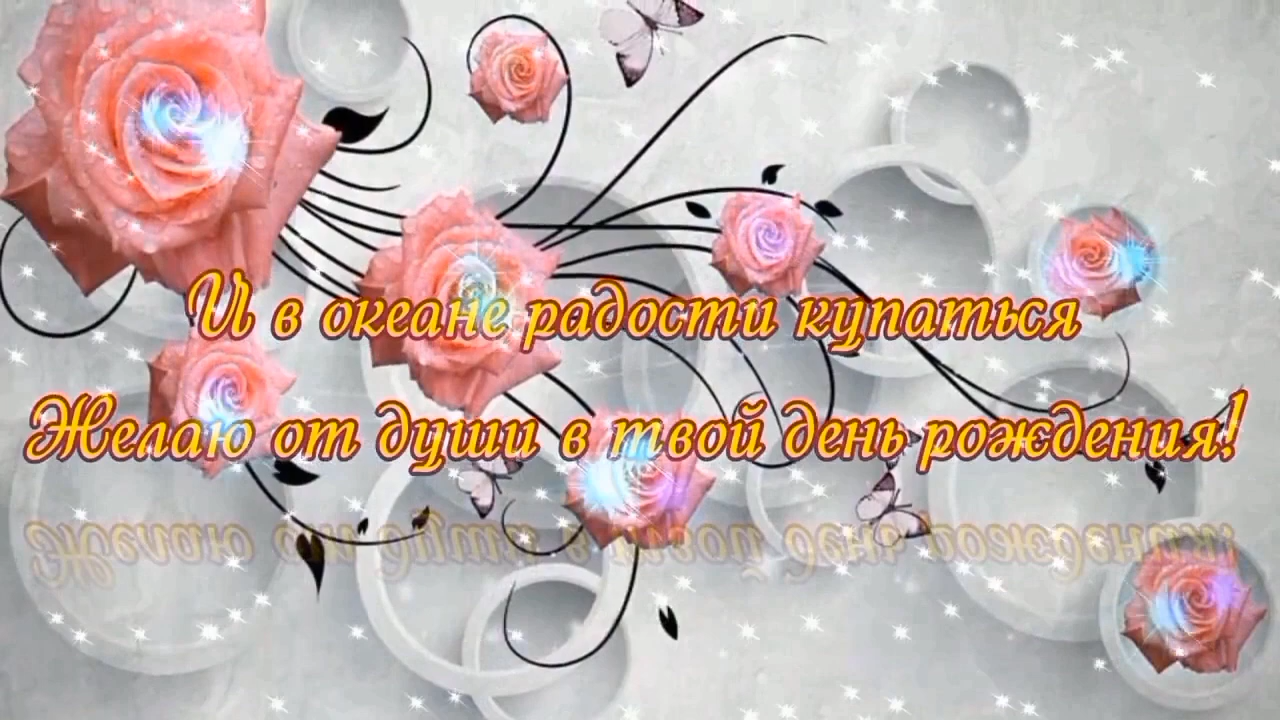 И в океане радости купаться
Желаю от души в твой день рождения!